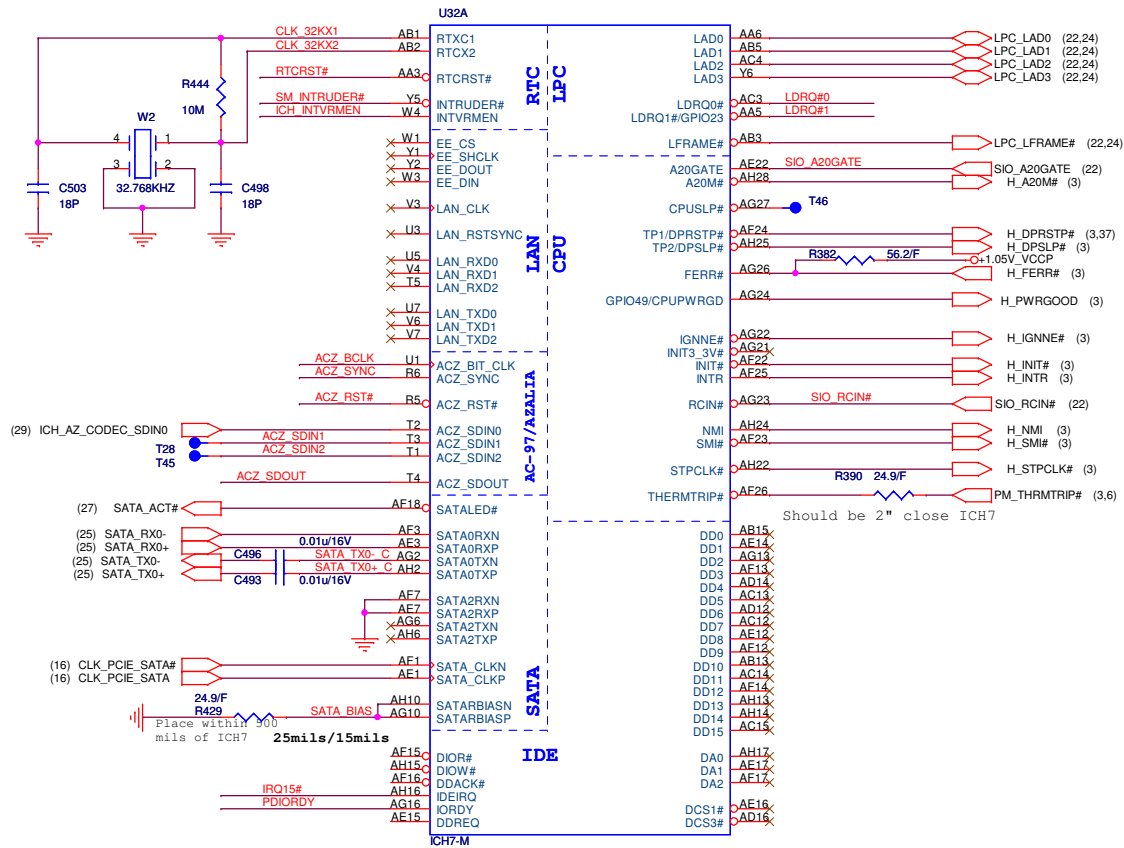 U32A
CLK_32KX1 AB1 RTXC1
CLK_32KX2 AB2 RTCX2
RTCRST# AA3 RTCRST#
SM_INTRUDER# Y5 INTRUDER#
ICH_INTVRMEN W4 INTVRMEN
R444
10M
W2
4 1
3 2
32.768KHZ
C503
18P
C498
18P
RTC
LPC
W1 EE_CS
Y1 EE_SHCLK
Y2 EE_DOUT
W3 EE_DIN
V3 LAN_CLK
U3 LAN_RSTSYNC
U5 LAN_RXD0
V4 LAN_RXD1
T5 LAN_RXD2
U7 LAN_TXD0
V6 LAN_TXD1
V7 LAN_TXD2
LAN
CPU
ACZ_BCLK U1 ACZ_BIT_CLK
ACZ_SYNC R6 ACZ_SYNC
ACZ_RST# R5 ACZ_RST#
(29) ICH_AZ_CODEC_SDIN0 T2 ACZ_SDIN0
T28 ACZ_SDIN1 T3 ACZ_SDIN1
T45 ACZ_SDIN2 T1 ACZ_SDIN2
ACZ_SDOUT T4 ACZ_SDOUT
AC-97/AZALIA
(27) SATA_ACT# AF18 SATALED#
(25) SATA_RX0- AF3 SATA0RXN
(25) SATA_RX0+ AE3 SATA0RXP
(25) SATA_TX0- C496 0.01u/16V SATA_TX0-_C AG2 SATA0TXN
(25) SATA_TX0+ C493 0.01u/16V SATA_TX0+_C AH2 SATA0TXP
AF7 SATA2RXN
AE7 SATA2RXP
AG6 SATA2TXN
AH6 SATA2TXP
(16) CLK_PCIE_SATA# AF1 SATA_CLKN
(16) CLK_PCIE_SATA AE1 SATA_CLKP
AH10 SATARBIASN
24.9/F
R429
SATA_BIAS AG10 SATARBIASP
Place within 500
mils of ICH7
25mils/15mils
SATA
IDE
AF15 DIOR#
AH15 DIOW#
AF16 DDACK#
IRQ15# AH16 IDEIRQ
PDIORDY AG16 IORDY
AE15 DDREQ
ICH7-M
LAD0 AA6 LPC_LAD0 (22,24)
LAD1 AB5 LPC_LAD1 (22,24)
LAD2 AC4 LPC_LAD2 (22,24)
LAD3 Y6 LPC_LAD3 (22,24)
LDRQ0# AC3 LDRQ#0
LDRQ1#/GPIO23 AA5 LDRQ#1
LFRAME# AB3 LPC_LFRAME# (22,24)
A20GATE AE22 SIO_A20GATE SIO_A20GATE (22)
A20M# AH28 H_A20M# (3)
CPUSLP# AG27 T46
TP1/DPRSTP# AF24 H_DPRSTP# (3,37)
TP2/DPSLP# AH25 H_DPSLP# (3)
R382 56.2/F +1.05V_VCCP
FERR# AG26 H_FERR# (3)
GPIO49/CPUPWRGD AG24 H_PWRGOOD (3)
IGNNE# AG22 H_IGNNE# (3)
INIT3_3V# AG21
INIT# AF22 H_INIT# (3)
INTR AF25 H_INTR (3)
RCIN# AG23 SIO_RCIN# SIO_RCIN# (22)
NMI AH24 H_NMI (3)
SMI# AF23 H_SMI# (3)
STPCLK# AH22 H_STPCLK# (3)
R390 24.9/F
THERMTRIP# AF26 PM_THRMTRIP# (3,6)
Should be 2" close ICH7
DD0 AB15
DD1 AE14
DD2 AG13
DD3 AF13
DD4 AD14
DD5 AC13
DD6 AD12
DD7 AC12
DD8 AE12
DD9 AF12
DD10 AB13
DD11 AC14
DD12 AF14
DD13 AH13
DD14 AH14
DD15 AC15
DA0 AH17
DA1 AE17
DA2 AF17
DCS1# AE16
DCS3# AD16